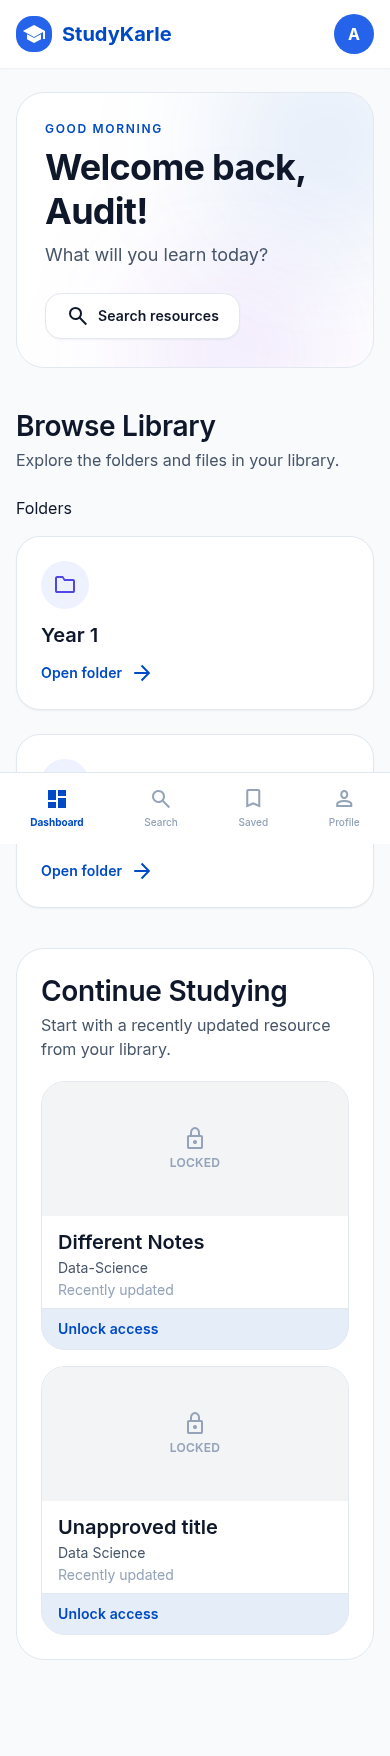 StudyKarle
A
GOOD MORNING
Welcome back,
Audit!
What will you learn today?
Search resources
Browse Library
Explore the folders and files in your library.
Folders
Year 1
Open folder
Dashboard
Search
Saved
Profile
Open folder
Continue Studying
Start with a recently updated resource
from your library.
LOCKED
Different Notes
Data-Science
Recently updated
Unlock access
LOCKED
Unapproved title
Data Science
Recently updated
Unlock access